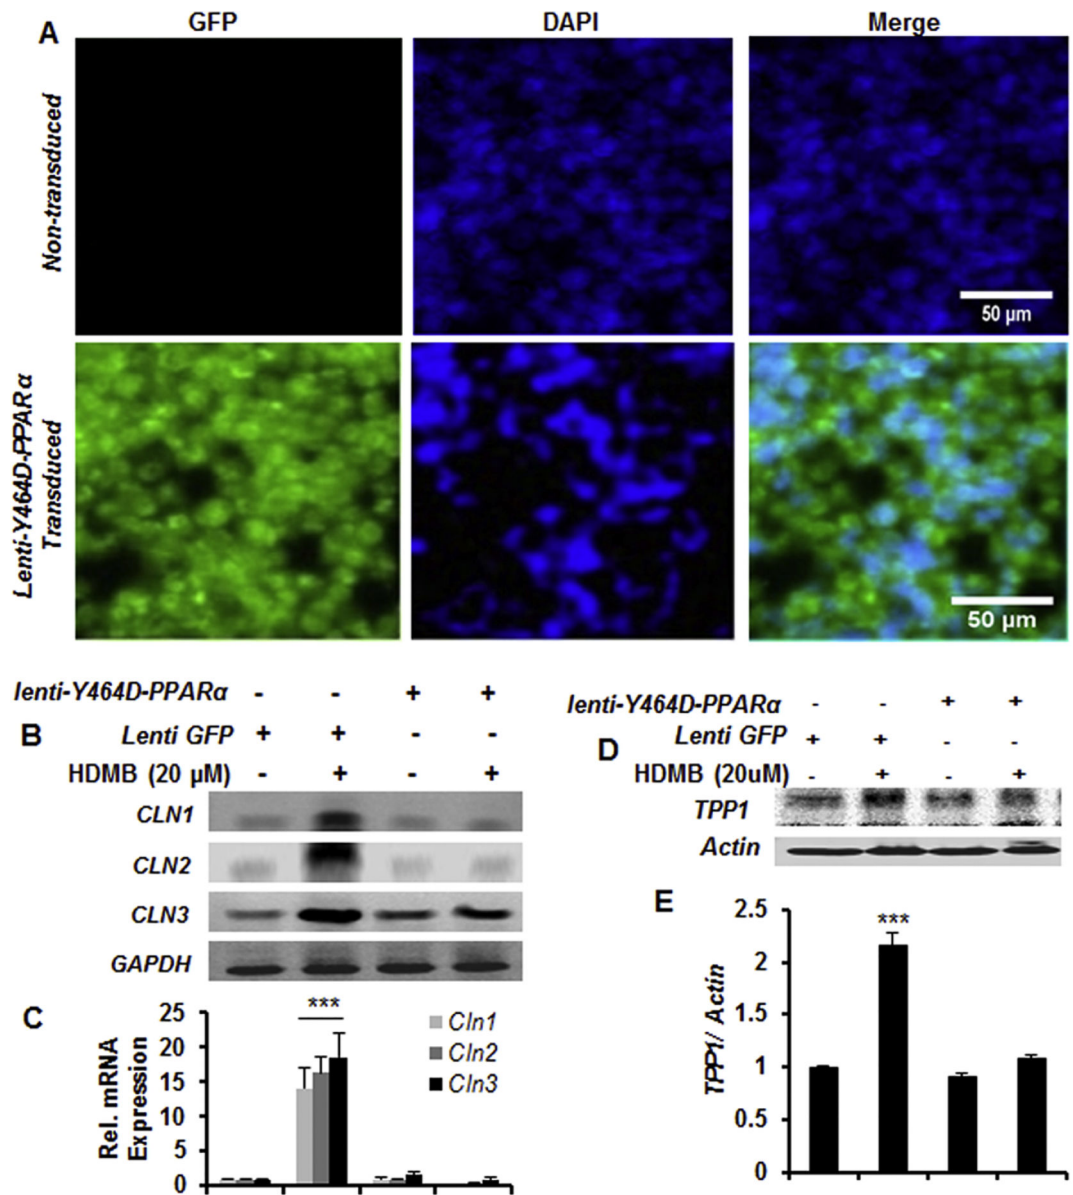 A
GFP DAPI Merge
Non-transduced
50 µm
Lenti-Y464D-PPARα
Transduced
50 µm
lenti-Y464D-PPARα - - + +
B Lenti GFP + + - -
HDMB (20 µM) - + - +
CLN1
CLN2
CLN3
GAPDH
C
Rel. mRNA
Expression
25
20
15
10
5
0
***
Cln1
Cln2
Cln3
lenti-Y464D-PPARα - - + +
D Lenti GFP + + - -
HDMB (20uM) - + - +
TPP1
Actin
E
TPP1/ Actin
2.5
2
1.5
1
0.5
0
***